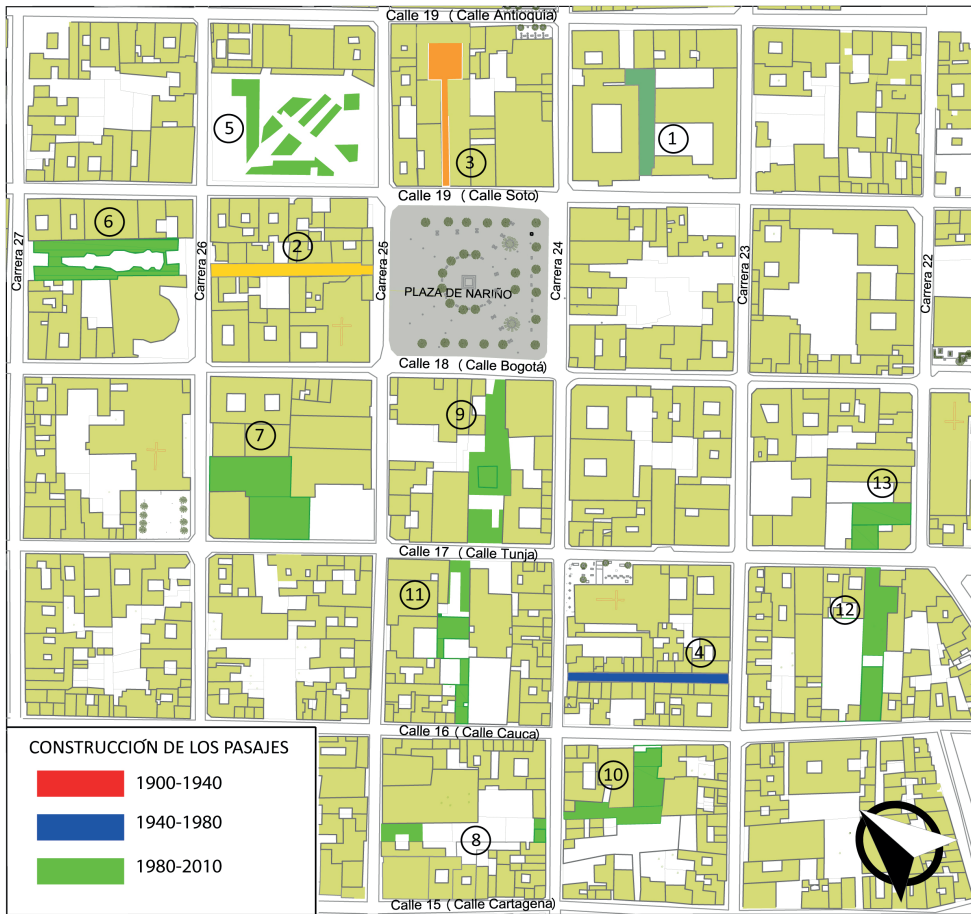 Calle 19 ( Calle Antioquia)
5
3
1
Calle 19 ( Calle Soto)
6
2
Carrera 27
Carrera 26
Carrera 25
PLAZA DE NARIÑO
Carrera 24
Carrera 23
Carrera 22
Calle 18 ( Calle Bogotá)
9
7
13
Calle 17 ( Calle Tunja)
11
12
4
Calle 16 ( Calle Cauca)
CONSTRUCCIÓN DE LOS PASAJES
1900-1940
1940-1980
1980-2010
10
8
Calle 15 ( Calle Cartagena)